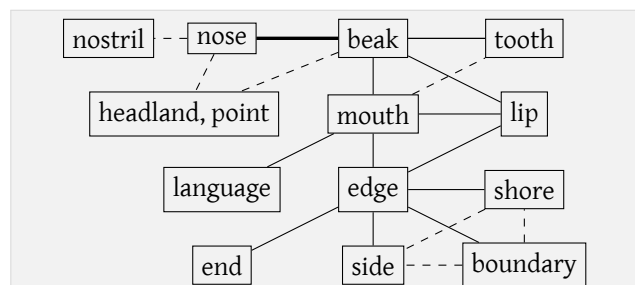 nostril nose beak tooth
headland, point mouth lip
language edge shore
end side boundary